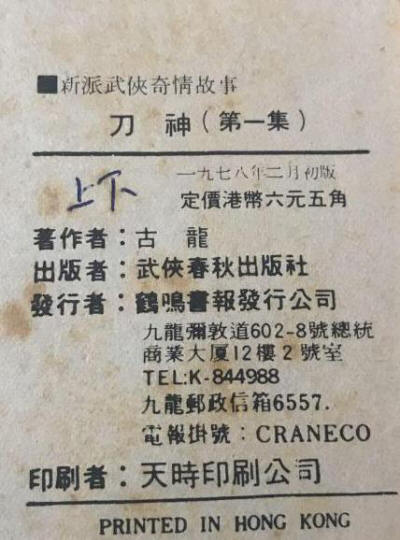 ■新派武俠奇情故事
刀 神（第一集）
一九七八年二月初版
上下
定價港幣六元五角
著作者：古 龍
出版者：武俠春秋出版社
發行者：鶴鳴書報發行公司
九龍彌敦道602-8號總統
商業大厦12樓2號室
TEL:K-844988
九龍郵政信箱6557.
電報掛號：CRANECO
印刷者：天時印刷公司
PRINTED IN HONG KONG